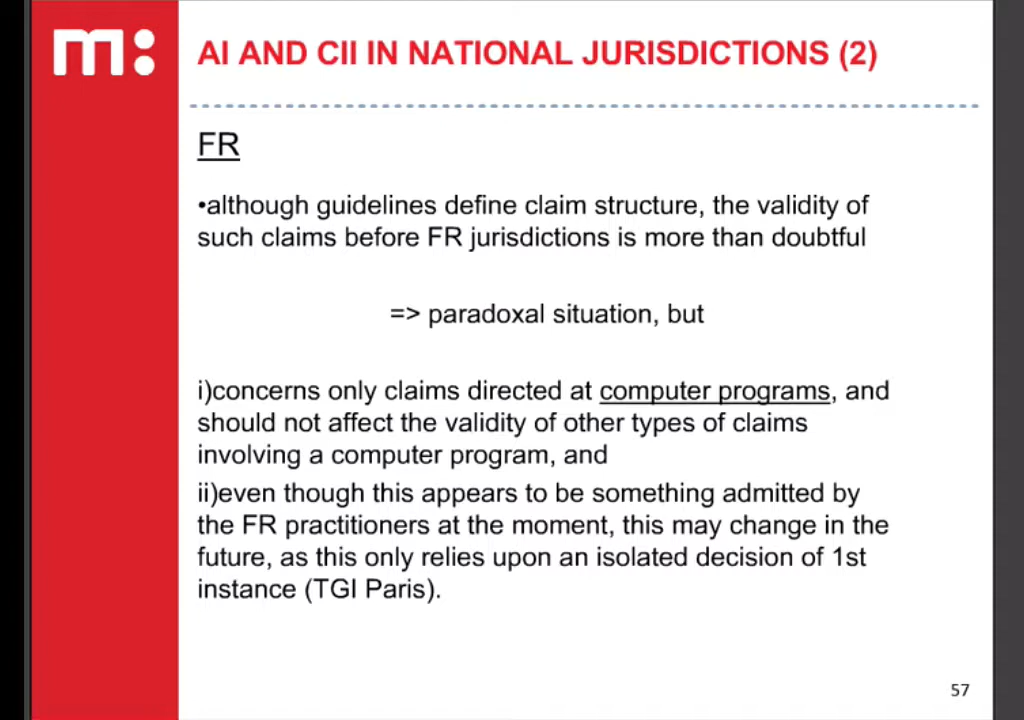 m:
AI AND CII IN NATIONAL JURISDICTIONS (2)
FR
•although guidelines define claim structure, the validity of
such claims before FR jurisdictions is more than doubtful
=> paradoxal situation, but
i)concerns only claims directed at computer programs, and
should not affect the validity of other types of claims
involving a computer program, and
ii)even though this appears to be something admitted by
the FR practitioners at the moment, this may change in the
future, as this only relies upon an isolated decision of 1st
instance (TGI Paris).
57